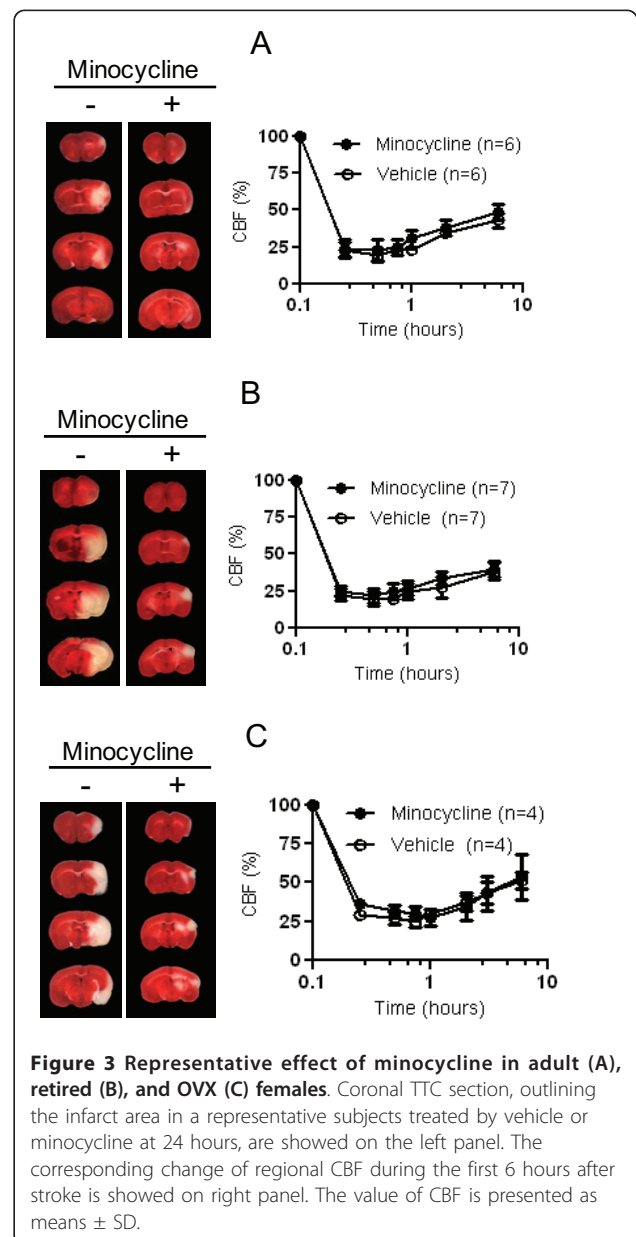 A
Minocycline
- +
100
75
50
25
0
CBF (%)
Minocycline (n=6)
Vehicle (n=6)
0.1 1 10
Time (hours)
B
Minocycline
- +
100
75
50
25
0
CBF (%)
Minocycline (n=7)
Vehicle (n=7)
0.1 1 10
Time (hours)
C
Minocycline
- +
100
75
50
25
0
CBF (%)
Minocycline (n=4)
Vehicle (n=4)
0.1 1 10
Time (hours)
Figure 3 Representative effect of minocycline in adult (A),
retired (B), and OVX (C) females. Coronal TTC section, outlining
the infarct area in a representative subjects treated by vehicle or
minocycline at 24 hours, are showed on the left panel. The
corresponding change of regional CBF during the first 6 hours after
stroke is showed on right panel. The value of CBF is presented as
means ± SD.